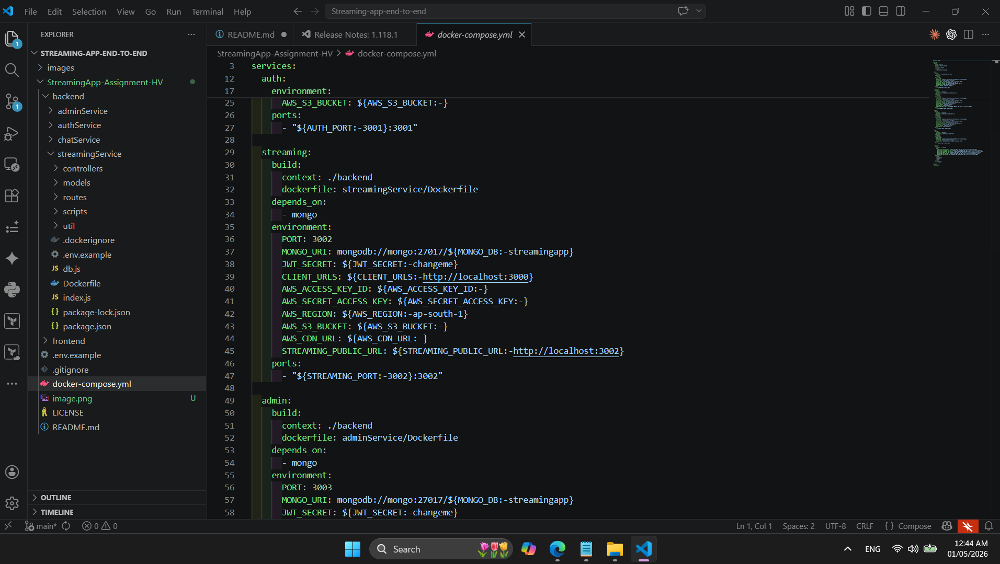 File Edit Selection View Go Run Terminal Help
Streaming-app-end-to-end
EXPLORER
STREAMING-APP-END-TO-END
images
StreamingApp-Assignment-HV
backend
adminService
authService
chatService
streamingService
controllers
models
routes
scripts
util
.dockerignore
.env.example
db.js
Dockerfile
index.js
package-lock.json
package.json
frontend
.env.example
.gitignore
docker-compose.yml
image.png U
LICENSE
README.md
OUTLINE
TIMELINE
README.md
Release Notes: 1.118.1
docker-compose.yml
StreamingApp-Assignment-HV > docker-compose.yml
3 services:
12 auth:
17 environment:
25 AWS_S3_BUCKET: ${AWS_S3_BUCKET:-}
26 ports:
27 - "${AUTH_PORT:-3001}:3001"
28
29 streaming:
30 build:
31 context: ./backend
32 dockerfile: streamingService/Dockerfile
33 depends_on:
34 - mongo
35 environment:
36 PORT: 3002
37 MONGO_URI: mongodb://mongo:27017/${MONGO_DB:-streamingapp}
38 JWT_SECRET: ${JWT_SECRET:-changeme}
39 CLIENT_URLS: ${CLIENT_URLS:-http://localhost:3000}
40 AWS_ACCESS_KEY_ID: ${AWS_ACCESS_KEY_ID:-}
41 AWS_SECRET_ACCESS_KEY: ${AWS_SECRET_ACCESS_KEY:-}
42 AWS_REGION: ${AWS_REGION:-ap-south-1}
43 AWS_S3_BUCKET: ${AWS_S3_BUCKET:-}
44 AWS_CDN_URL: ${AWS_CDN_URL:-}
45 STREAMING_PUBLIC_URL: ${STREAMING_PUBLIC_URL:-http://localhost:3002}
46 ports:
47 - "${STREAMING_PORT:-3002}:3002"
48
49 admin:
50 build:
51 context: ./backend
52 dockerfile: adminService/Dockerfile
53 depends_on:
54 - mongo
55 environment:
56 PORT: 3003
57 MONGO_URI: mongodb://mongo:27017/${MONGO_DB:-streamingapp}
58 JWT_SECRET: ${JWT_SECRET:-changeme}
1
1
main* 0 0
Ln 1, Col 1 Spaces: 2 UTF-8 CRLF {} Compose
Search
ENG
12:44 AM
01/05/2026